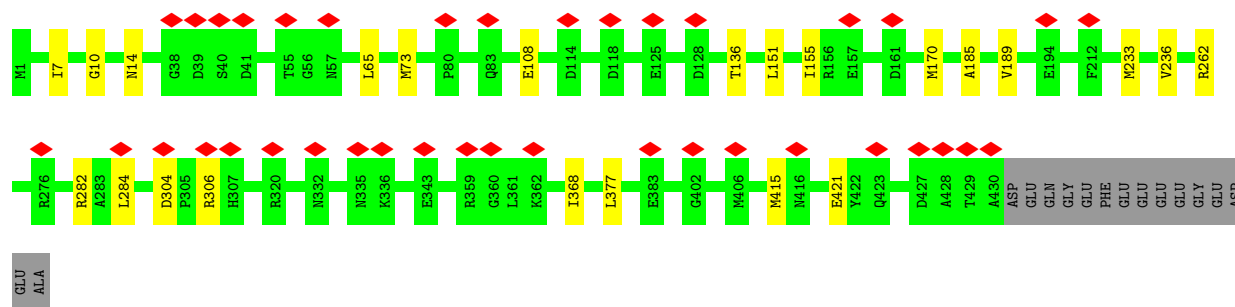 M1 I7 G10 N14 G38 D39 S40 D41 T55 G56 N57 L65 M73 P80 Q83 E108 D114 D118 E125 D128 T136 L151 I155 R156 E157 D161 M170 A185 V189 E194 F212 M233 V236 R262
R276 R282 A283 L284 D304 P305 R306 H307 R320 N332 N335 K336 E343 R359 G360 L361 K362 I368 L377 E383 G402 M406 M415 N416 E421 Y422 Q423 D427 A428 T429 A430 ASP GLU GLN GLY GLU PHE GLU GLU GLU GLU GLY GLU ASP
GLU ALA